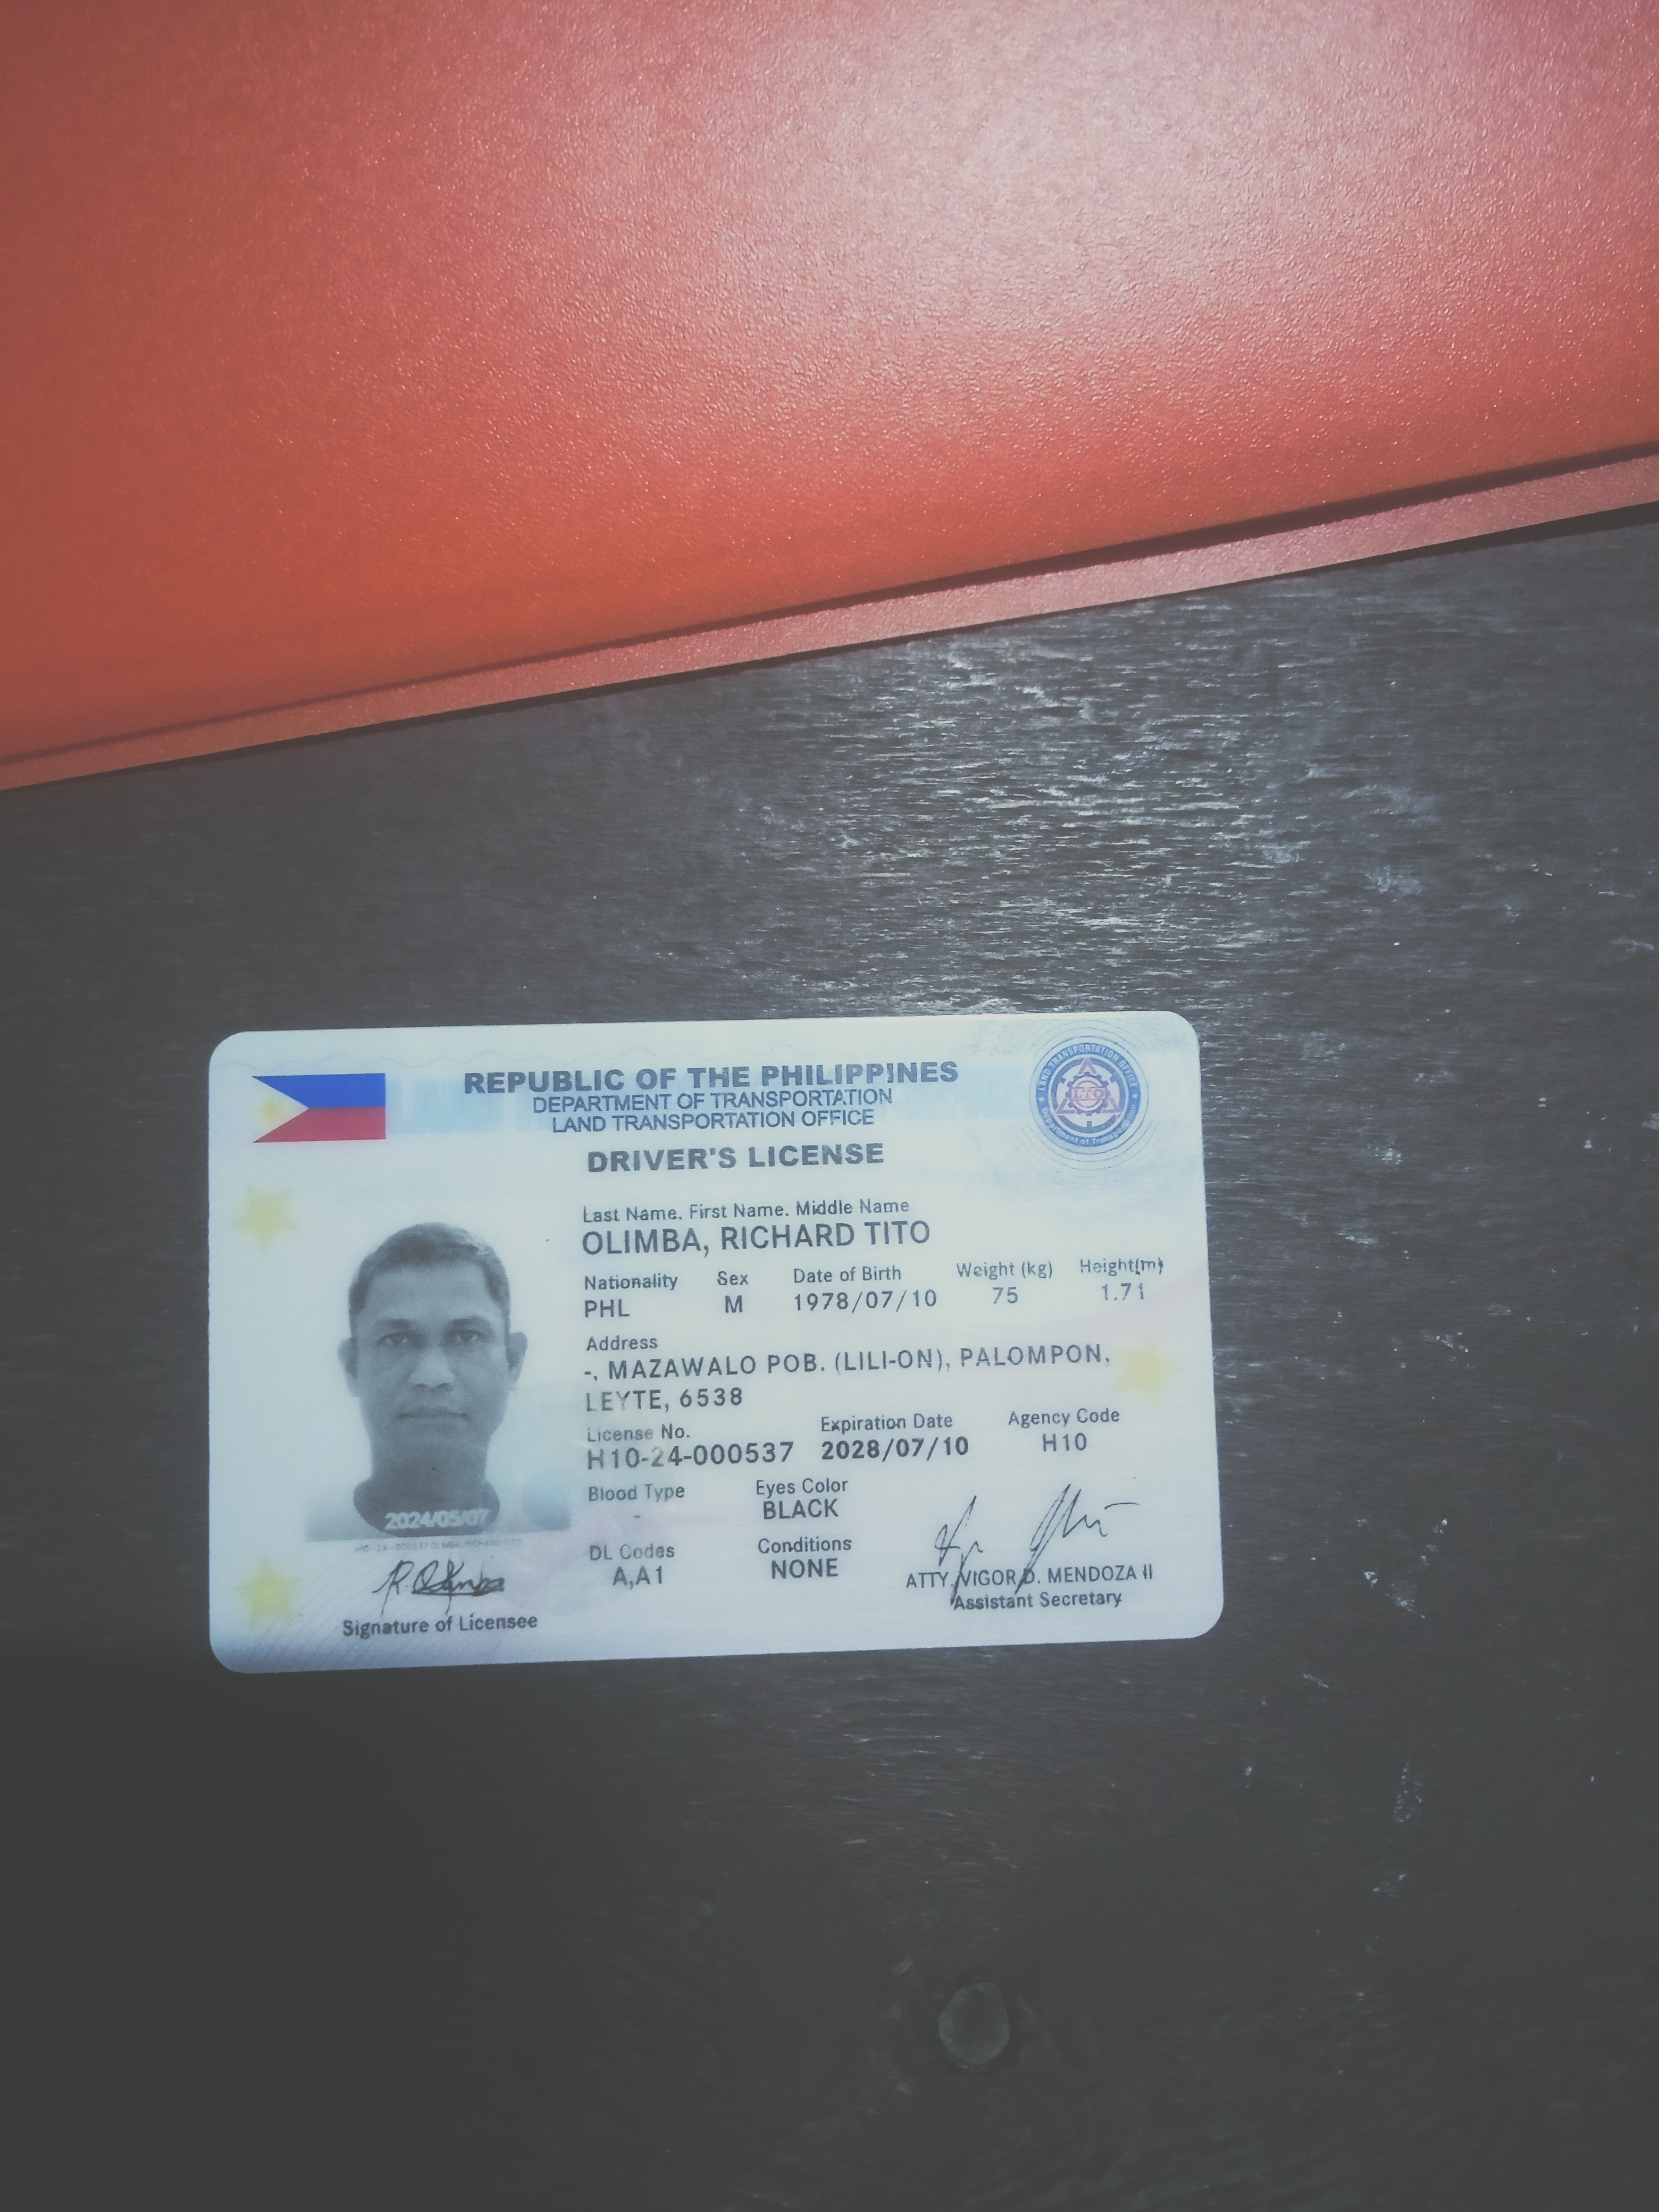 REPUBLIC OF THE PHILIPPINES
DEPARTMENT OF TRANSPORTATION
LAND TRANSPORTATION OFFICE
LAND TRANSPORTATION OFFICE
LTO
DRIVER'S LICENSE
Last Name. First Name. Middle Name
OLIMBA, RICHARD TITO
Nationality Sex Date of Birth Weight (kg) Height(m)
PHL M 1978/07/10 75 1.71
Address
-, MAZAWALO POB. (LILI-ON), PALOMPON,
LEYTE, 6538
License No. Expiration Date Agency Code
H10-24-000537 2028/07/10 H10
Blood Type Eyes Color
- BLACK
DL Codes Conditions
A,A1 NONE
2024/05/07
R. Olimba
Signature of Licensee
ATTY. VIGOR D. MENDOZA II
Assistant Secretary